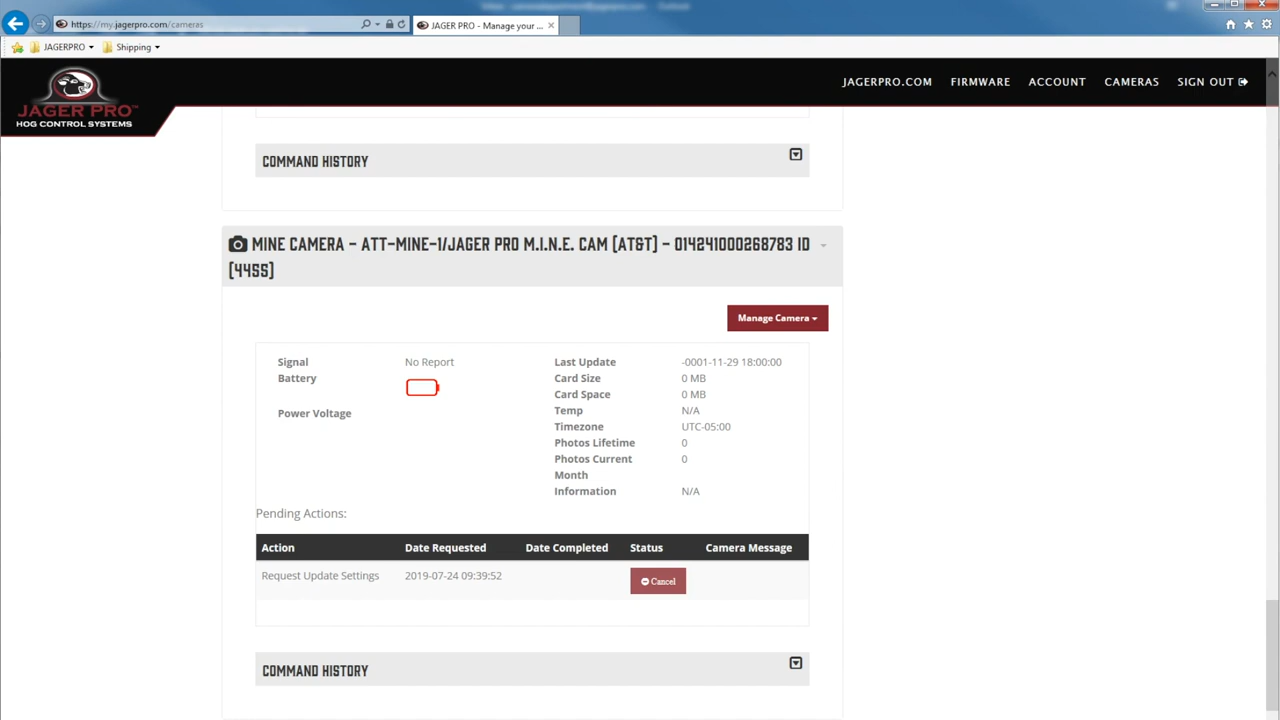 https://my.jagerpro.com/cameras
JAGER PRO - Manage your ...
JAGERPRO
Shipping
JAGER PRO™
HOG CONTROL SYSTEMS
JAGERPRO.COM FIRMWARE ACCOUNT CAMERAS SIGN OUT
COMMAND HISTORY
MINE CAMERA - ATT-MINE-1/JAGER PRO M.I.N.E. CAM [AT&T] - 014241000268783 ID
[4455]
Manage Camera
Signal No Report
Battery
Power Voltage
Last Update -0001-11-29 18:00:00
Card Size 0 MB
Card Space 0 MB
Temp N/A
Timezone UTC-05:00
Photos Lifetime 0
Photos Current 0
Month
Information N/A
Pending Actions:
Action Date Requested Date Completed Status Camera Message
Request Update Settings 2019-07-24 09:39:52 Cancel
COMMAND HISTORY